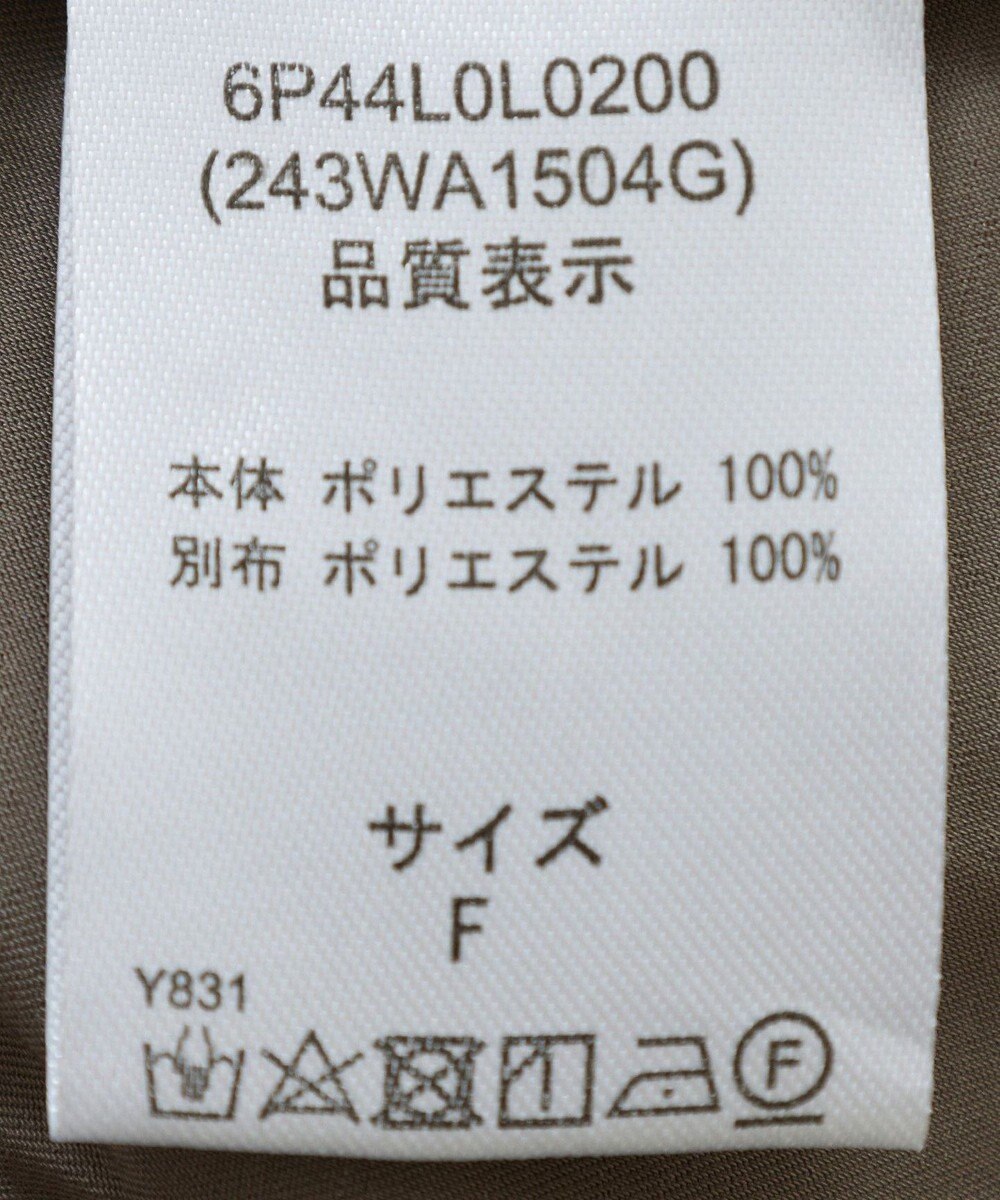 6P44L0L0200
(243WA1504G)
品質表示
本体 ポリエステル 100%
別布 ポリエステル 100%
サイズ
F
Y831
F